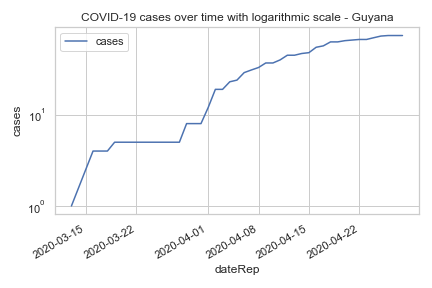 COVID-19 cases over time with logarithmic scale - Guyana
cases
cases
10¹
10⁰
2020-03-15
2020-03-22
2020-04-01
2020-04-08
2020-04-15
2020-04-22
dateRep